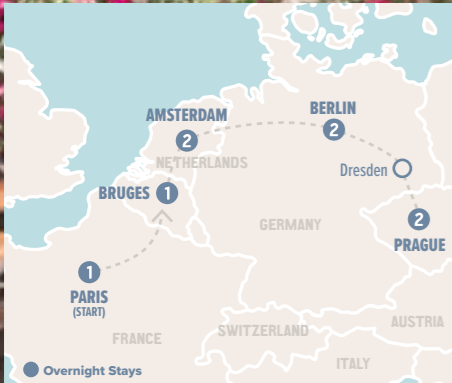 AMSTERDAM
2
NETHERLANDS
BERLIN
2
Dresden
BRUGES 1
GERMANY
2
PRAGUE
1
PARIS
(START)
FRANCE
SWITZERLAND
AUSTRIA
ITALY
Overnight Stays